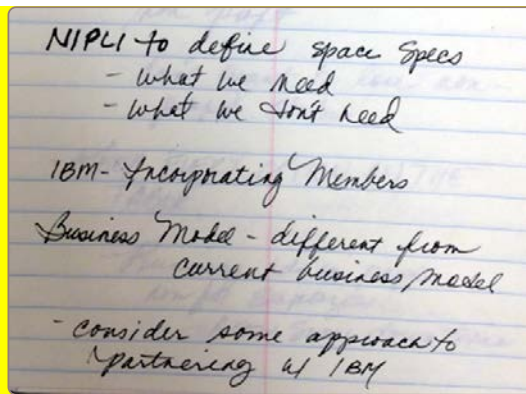 NIPLI to define space specs
- what we need
- what we don't need
IBM - Incorporating Members
Business Model - different from
current business model
- consider some approach to
partnering w/ IBM